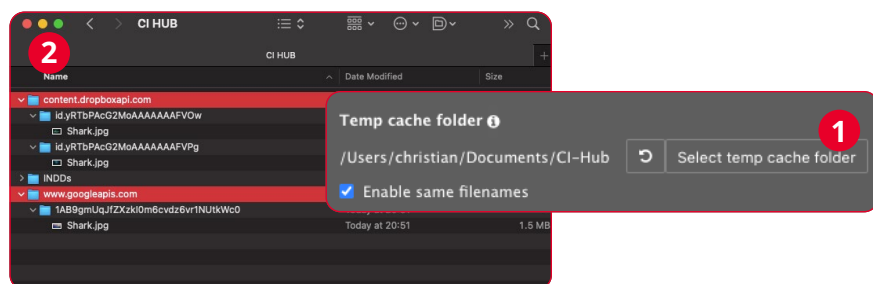 CI HUB
2
CI HUB
+
Name
Date Modified
Size
content.dropboxapi.com
id.yRTbPAcG2MoAAAAAAAFVOw
Shark.jpg
id.yRTbPAcG2MoAAAAAAAFVPg
Shark.jpg
INDDs
www.googleapis.com
1AB9gmUqJfZXzkI0m6cvdz6vr1NUtkWc0
Shark.jpg
Today at 20:51
1.5 MB
Temp cache folder
1
/Users/christian/Documents/CI-Hub
Select temp cache folder
Enable same filenames